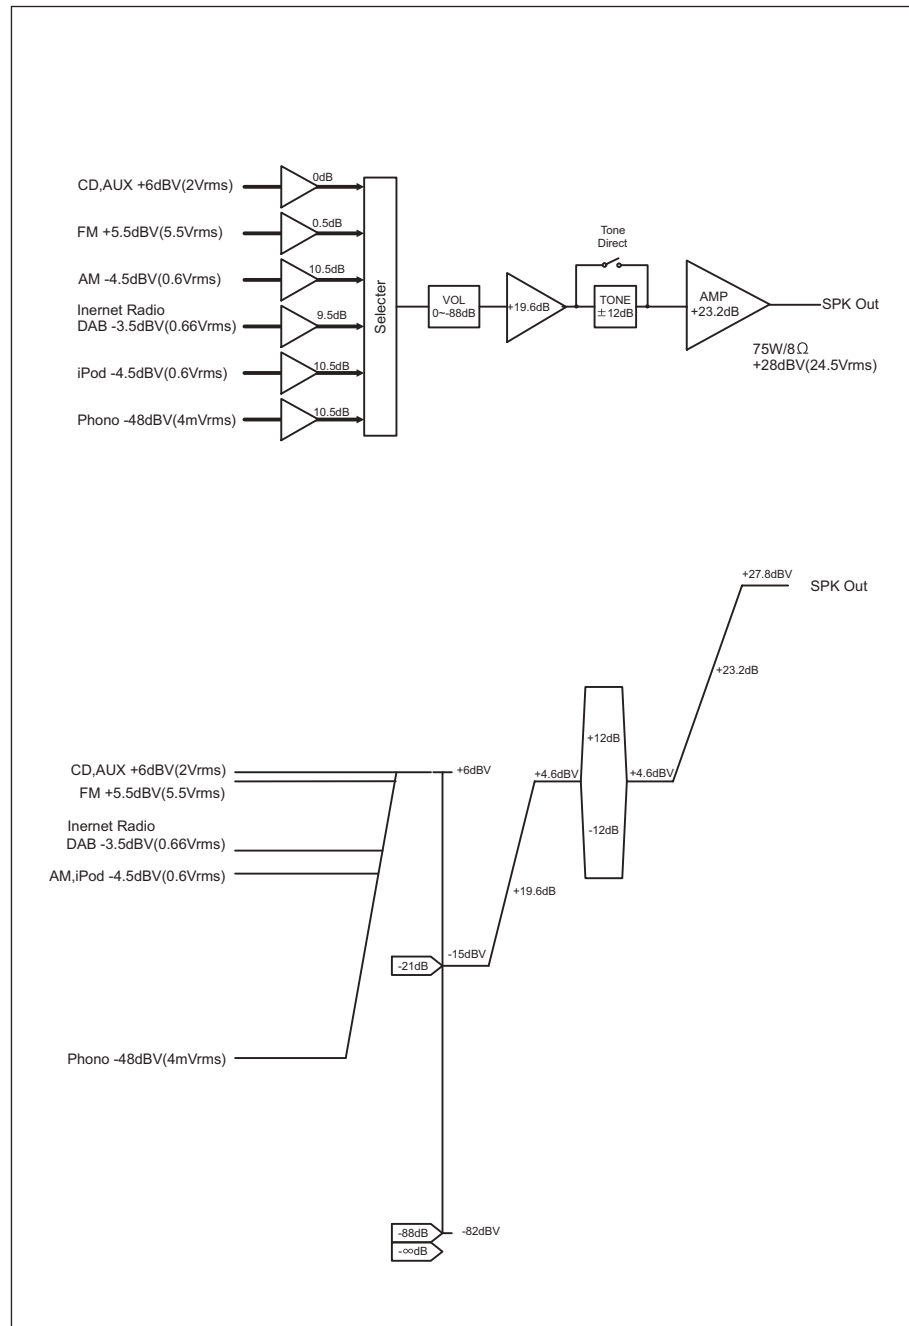 CD,AUX +6dBV(2Vrms)
0dB
FM +5.5dBV(5.5Vrms)
0.5dB
AM -4.5dBV(0.6Vrms)
10.5dB
Inernet Radio
DAB -3.5dBV(0.66Vrms)
9.5dB
iPod -4.5dBV(0.6Vrms)
10.5dB
Phono -48dBV(4mVrms)
10.5dB
Selecter
VOL
0~-88dB
+19.6dB
Tone
Direct
TONE
±12dB
AMP
+23.2dB
SPK Out
75W/8Ω
+28dBV(24.5Vrms)
+27.8dBV
SPK Out
+23.2dB
+12dB
CD,AUX +6dBV(2Vrms)
+6dBV
+4.6dBV
+4.6dBV
FM +5.5dBV(5.5Vrms)
Inernet Radio
-12dB
DAB -3.5dBV(0.66Vrms)
AM,iPod -4.5dBV(0.6Vrms)
+19.6dB
-15dBV
-21dB
Phono -48dBV(4mVrms)
-88dB
-82dBV
-∞dB